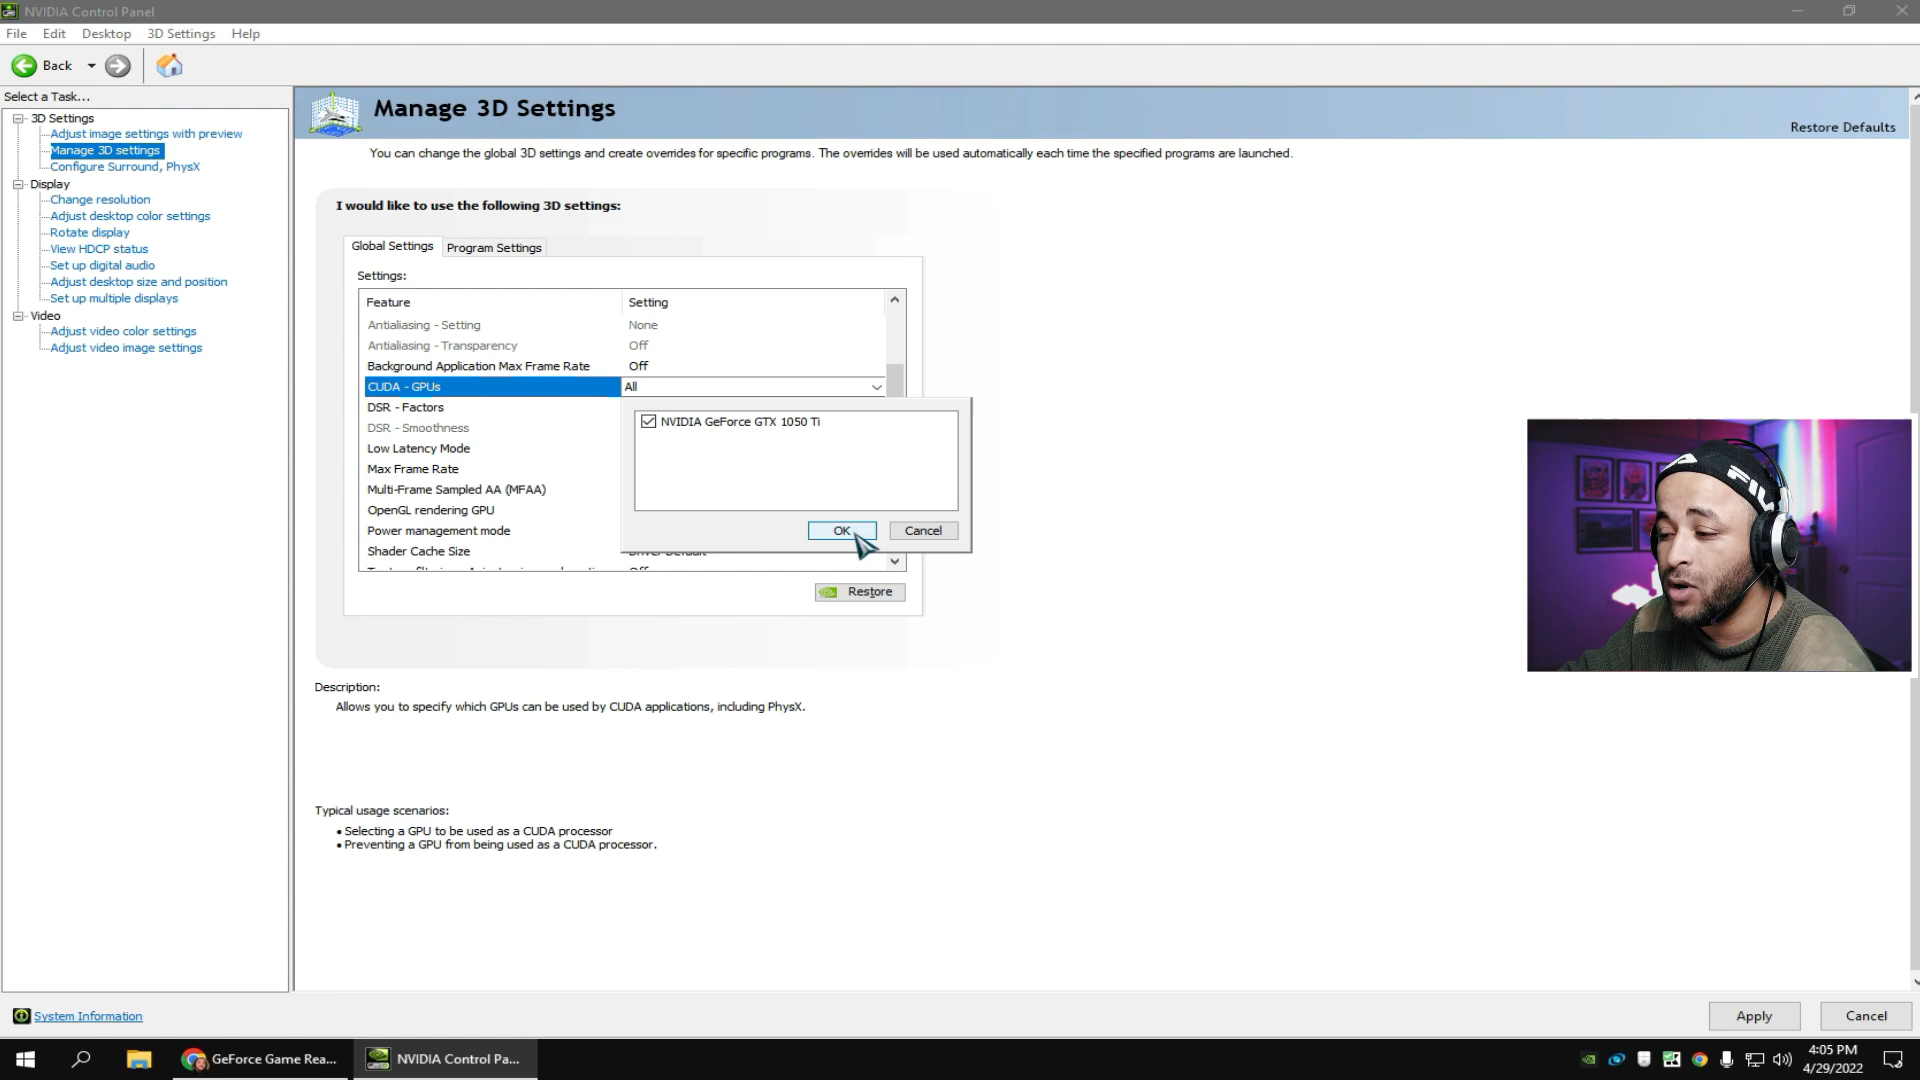 NVIDIA Control Panel
File Edit Desktop 3D Settings Help
Back
Select a Task...
3D Settings
Adjust image settings with preview
Manage 3D settings
Configure Surround, PhysX
Display
Change resolution
Adjust desktop color settings
Rotate display
View HDCP status
Set up digital audio
Adjust desktop size and position
Set up multiple displays
Video
Adjust video color settings
Adjust video image settings
Manage 3D Settings
Restore Defaults
You can change the global 3D settings and create overrides for specific programs. The overrides will be used automatically each time the specified programs are launched.
I would like to use the following 3D settings:
Global Settings Program Settings
Settings:
Feature Setting
Antialiasing - Setting None
Antialiasing - Transparency Off
Background Application Max Frame Rate Off
CUDA - GPUs All
DSR - Factors
NVIDIA GeForce GTX 1050 Ti
DSR - Smoothness
Low Latency Mode
Max Frame Rate
Multi-Frame Sampled AA (MFAA)
OpenGL rendering GPU
Power management mode
OK Cancel
Shader Cache Size
Restore
Description:
Allows you to specify which GPUs can be used by CUDA applications, including PhysX.
Typical usage scenarios:
• Selecting a GPU to be used as a CUDA processor
• Preventing a GPU from being used as a CUDA processor.
FILA
System Information
Apply Cancel
GeForce Game Rea...
NVIDIA Control Pa...
4:05 PM
4/29/2022